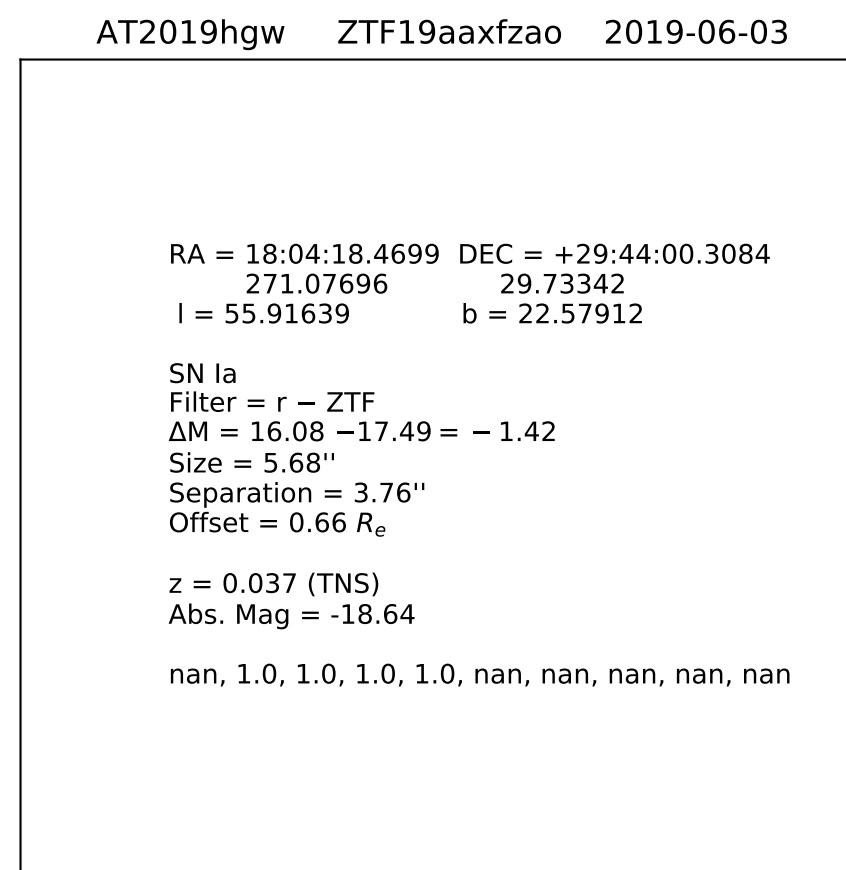 AT2019hgw ZTF19aaxfzao 2019-06-03
RA = 18:04:18.4699 DEC = +29:44:00.3084
271.07696 29.73342
l = 55.91639 b = 22.57912
SN Ia
Filter = r − ZTF
ΔM = 16.08 −17.49 = − 1.42
Size = 5.68''
Separation = 3.76''
Offset = 0.66 Rₑ
z = 0.037 (TNS)
Abs. Mag = -18.64
nan, 1.0, 1.0, 1.0, 1.0, nan, nan, nan, nan, nan